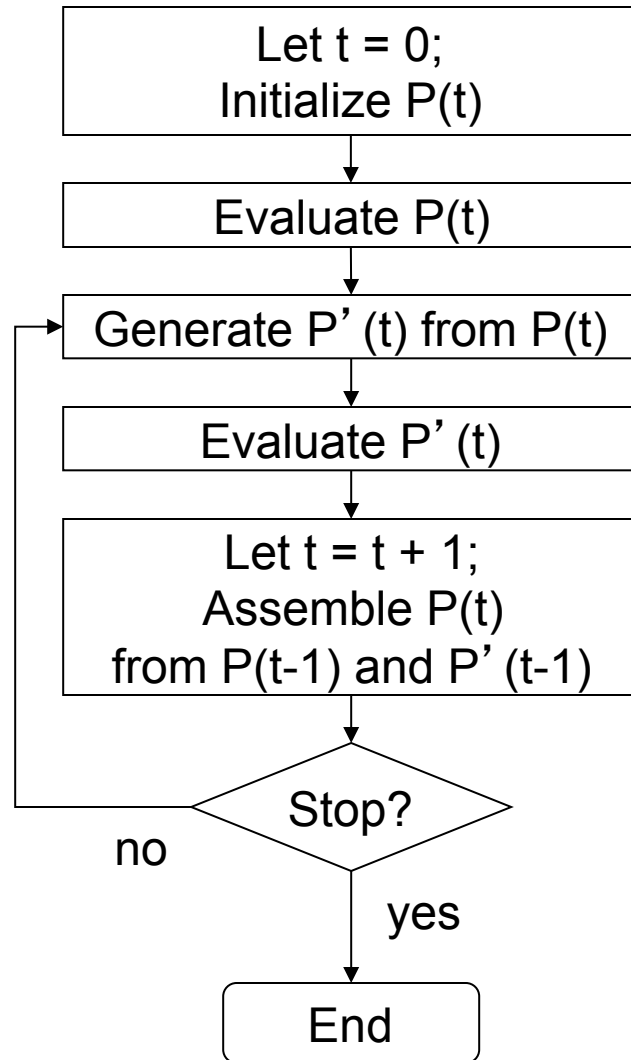 Let t = 0;
Initialize P(t)
Evaluate P(t)
Generate P’(t) from P(t)
Evaluate P’(t)
Let t = t + 1;
Assemble P(t)
from P(t-1) and P’(t-1)
Stop?
no
yes
End